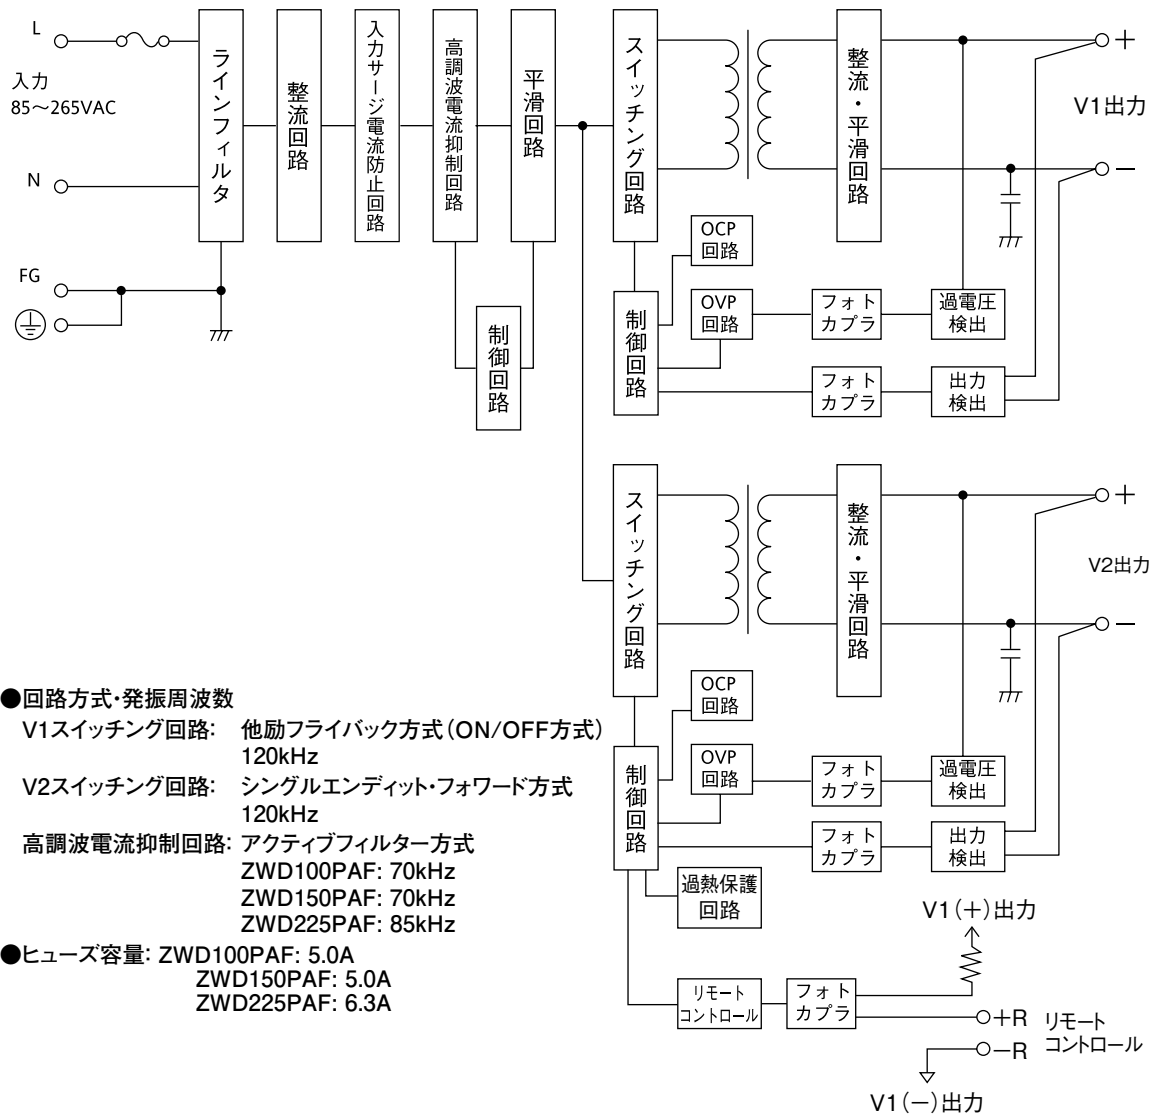 L
入力
85～265VAC
N
FG
ラインフィルタ
整流回路
入力サージ電流防止回路
高調波電流抑制回路
平滑回路
制御回路
スイッチング回路
整流・平滑回路
+
V1出力
−
OCP
回路
OVP
回路
フォト
カプラ
過電圧
検出
制御回路
フォト
カプラ
出力
検出
スイッチング回路
整流・平滑回路
+
V2出力
−
OCP
回路
OVP
回路
フォト
カプラ
過電圧
検出
制御回路
フォト
カプラ
出力
検出
過熱保護
回路
V1(+)出力
リモート
コントロール
フォト
カプラ
+R
−R
リモート
コントロール
V1(−)出力
●回路方式・発振周波数
V1スイッチング回路: 他励フライバック方式(ON/OFF方式)
120kHz
V2スイッチング回路: シングルエンディット・フォワード方式
120kHz
高調波電流抑制回路: アクティブフィルター方式
ZWD100PAF: 70kHz
ZWD150PAF: 70kHz
ZWD225PAF: 85kHz
●ヒューズ容量: ZWD100PAF: 5.0A
ZWD150PAF: 5.0A
ZWD225PAF: 6.3A